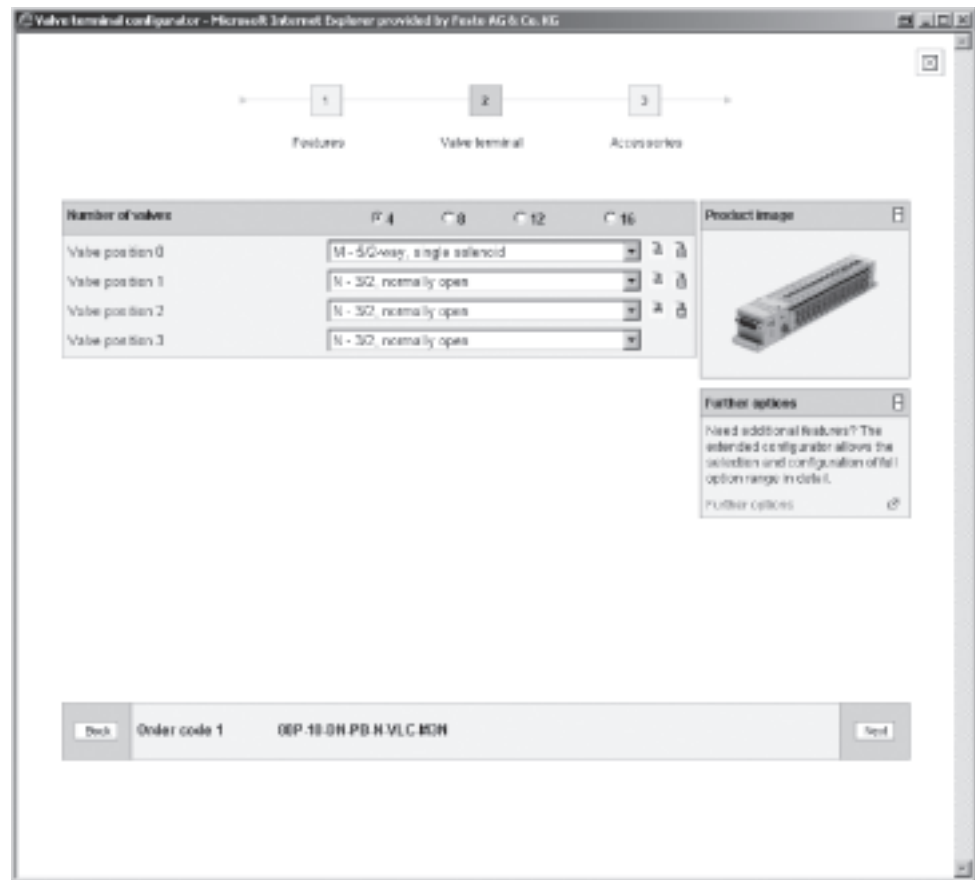 Valve terminal configurator - Microsoft Internet Explorer provided by Festo AG & Co. KG
1
2
3
Features
Valve terminal
Accessories
Number of valves
4
8
12
16
Valve position 0
M - 5/2-way, single solenoid
Valve position 1
N - 3/2, normally open
Valve position 2
N - 3/2, normally open
Valve position 3
N - 3/2, normally open
Product image
Further options
Need additional features? The
extended configurator allows the
selection and configuration of full
option range in detail.
Further options
Back
Order code 1
Next